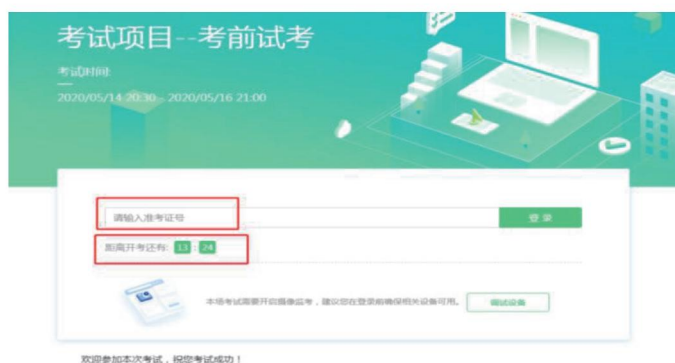 考试项目--考前试考
考试时间:
2020/05/14 20:30 - 2020/05/16 21:00
请输入准考证号
登 录
距离开考还有: 13 : 24
本场考试需要开启摄像监考，建议您在登录前确保相关设备可用。
调试设备
欢迎参加本次考试，祝您考试成功！